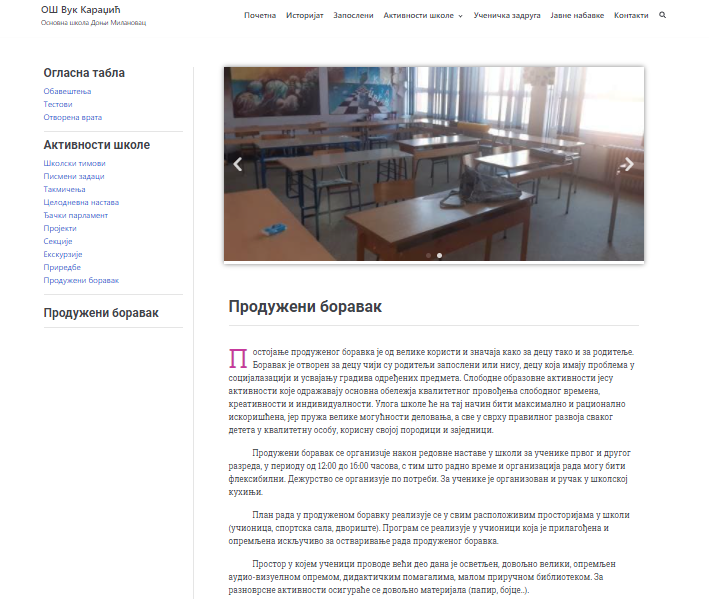 ОШ Вук Караџић
Основна школа Доњи Милановац
Почетна Историјат Запослени Активности школе Ученичка задруга Јавне набавке Контакти
Огласна табла
Обавештења
Тестови
Отворена врата
Активности школе
Школски тимови
Писмени задаци
Такмичења
Целодневна настава
Ђачки парламент
Пројекти
Секције
Екскурзије
Приредбе
Продужени боравак
Продужени боравак
Продужени боравак
Постојање продуженог боравка је од велике користи и значаја како за децу тако и за родитеље.
Боравак је отворен за децу чији су родитељи запослени или нису, децу која имају проблема у
социјалазацији и усвајању градива одређених предмета. Слободне образовне активности јесу
активности које одражавају основна обележја квалитетног провођења слободног времена,
креативности и индивидуалности. Улога школе ће на тај начин бити максимално и рационално
искоришћена, јер пружа велике могућности деловања, а све у сврху правилног развоја сваког
детета у квалитетну особу, корисну својој породици и заједници.
Продужени боравак се организује након редовне наставе у школи за ученике првог и другог
разреда, у периоду од 12:00 до 16:00 часова, с тим што радно време и организација рада могу бити
флексибилни. Дежурство се организује по потреби. За ученике је организован и ручак у школској
кухињи.
План рада у продуженом боравку реализује се у свим расположивим просторијама у школи
(учионица, спортска сала, двориште). Програм се реализује у учионици која је прилагођена и
опремљена искључиво за остваривање рада продуженог боравка.
Простор у којем ученици проводе већи део дана је осветљен, довољно велики, опремљен
аудио-визуелном опремом, дидактичким помагалима, малом приручном библиотеком. За
разноврсне активности осигураће се довољно материјала (папир, бојце..).